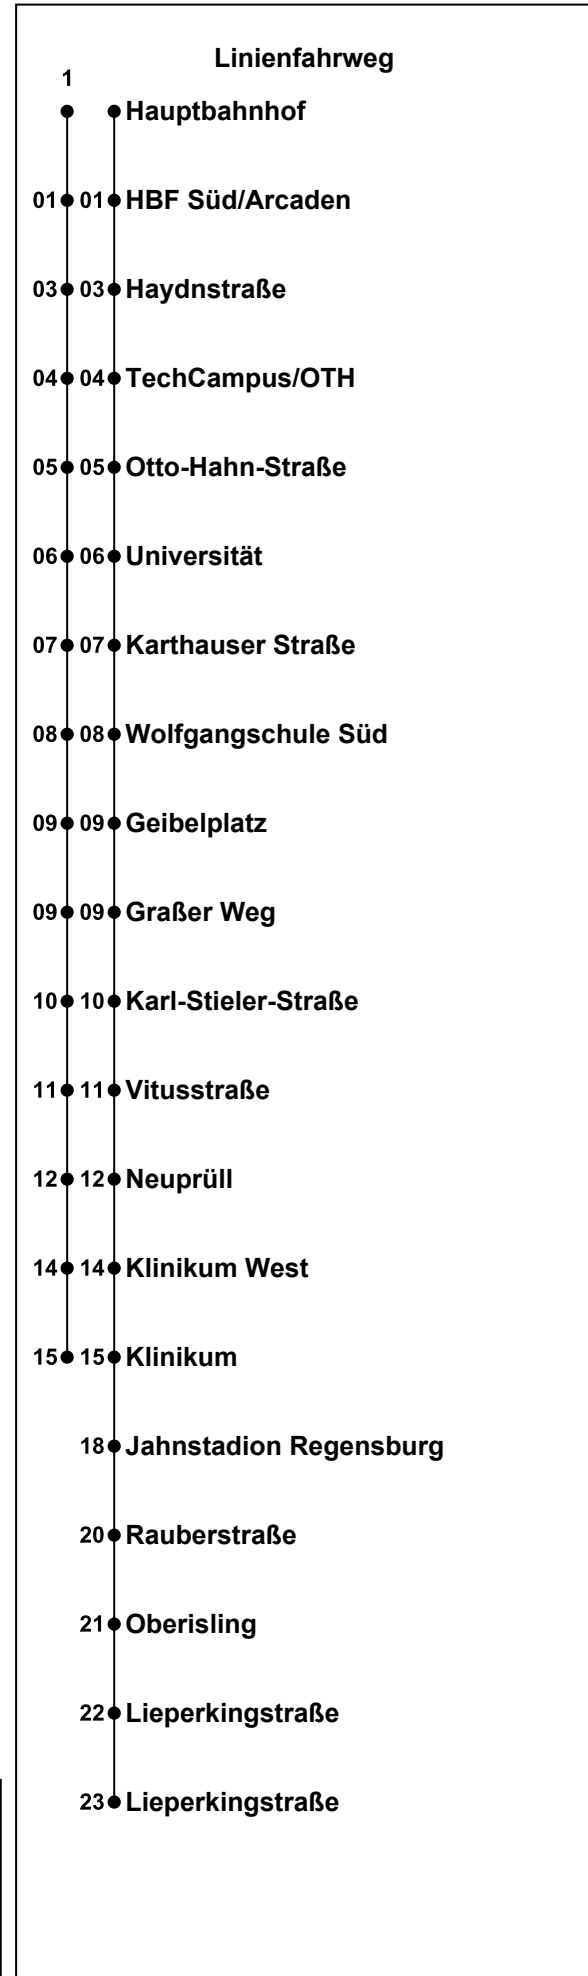 Linienfahrweg
1
Hauptbahnhof
01 01 HBF Süd/Arcaden
03 03 Haydnstraße
04 04 TechCampus/OTH
05 05 Otto-Hahn-Straße
06 06 Universität
07 07 Karthauser Straße
08 08 Wolfgangschule Süd
09 09 Geibelplatz
09 09 Graßer Weg
10 10 Karl-Stieler-Straße
11 11 Vitusstraße
12 12 Neuprüll
14 14 Klinikum West
15 15 Klinikum
18 Jahnstadion Regensburg
20 Rauberstraße
21 Oberisling
22 Lieperkingstraße
23 Lieperkingstraße